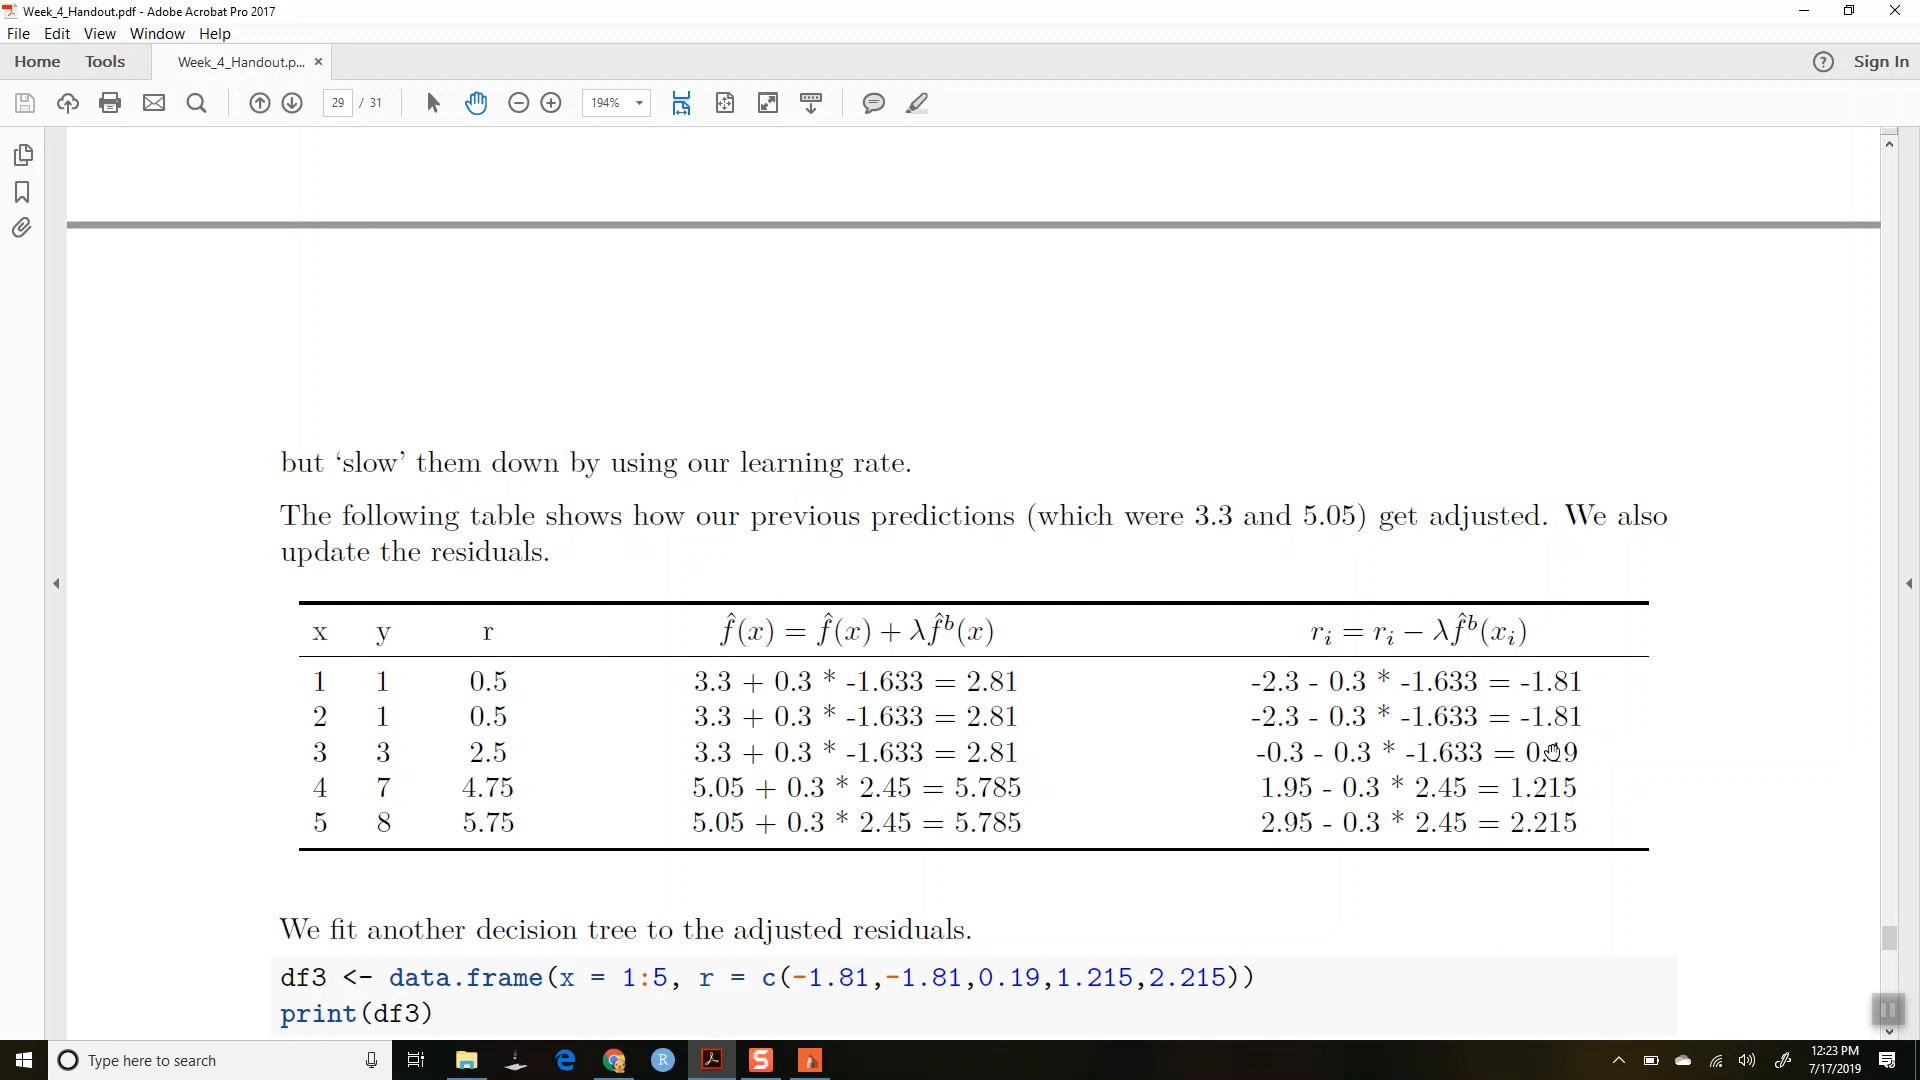 Week_4_Handout.pdf - Adobe Acrobat Pro 2017
File Edit View Window Help
Home Tools Week_4_Handout.p... × ? Sign In
29 / 31 194%
but ‘slow’ them down by using our learning rate.
The following table shows how our previous predictions (which were 3.3 and 5.05) get adjusted. We also
update the residuals.
x y r f̂(x) = f̂(x) + λf̂ᵇ(x) rᵢ = rᵢ − λf̂ᵇ(xᵢ)
1 1 0.5 3.3 + 0.3 * -1.633 = 2.81 -2.3 - 0.3 * -1.633 = -1.81
2 1 0.5 3.3 + 0.3 * -1.633 = 2.81 -2.3 - 0.3 * -1.633 = -1.81
3 3 2.5 3.3 + 0.3 * -1.633 = 2.81 -0.3 - 0.3 * -1.633 = 0.19
4 7 4.75 5.05 + 0.3 * 2.45 = 5.785 1.95 - 0.3 * 2.45 = 1.215
5 8 5.75 5.05 + 0.3 * 2.45 = 5.785 2.95 - 0.3 * 2.45 = 2.215
We fit another decision tree to the adjusted residuals.
df3 <- data.frame(x = 1:5, r = c(-1.81,-1.81,0.19,1.215,2.215))
print(df3)
Type here to search
12:23 PM
7/17/2019